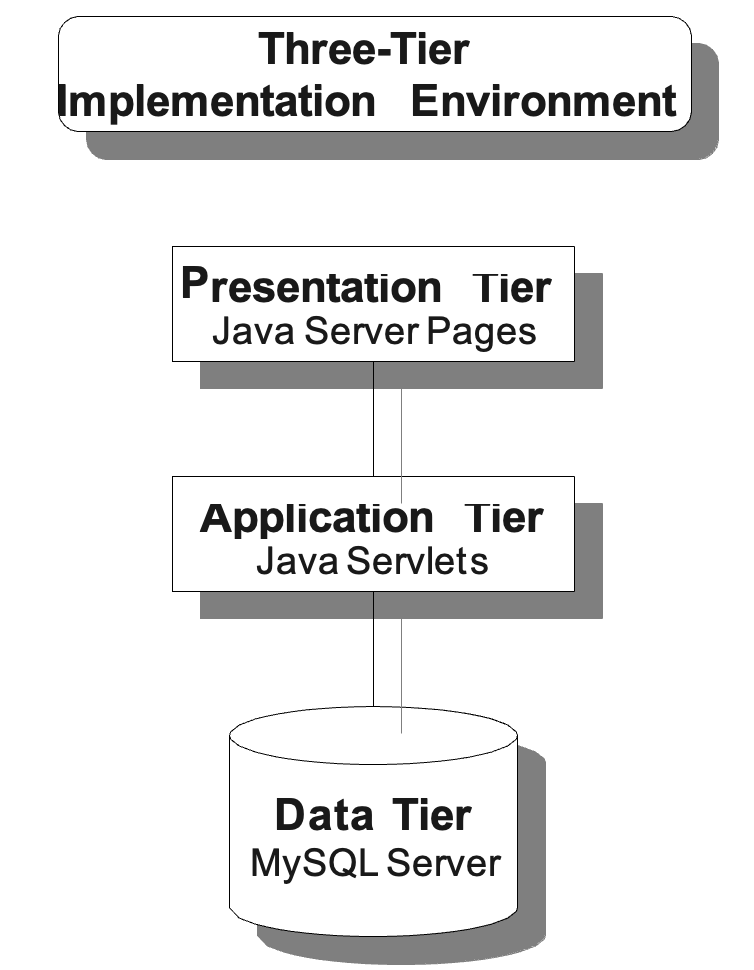 Three-Tier
Implementation Environment
Presentation Tier
Java Server Pages
Application Tier
Java Servlets
Data Tier
MySQL Server